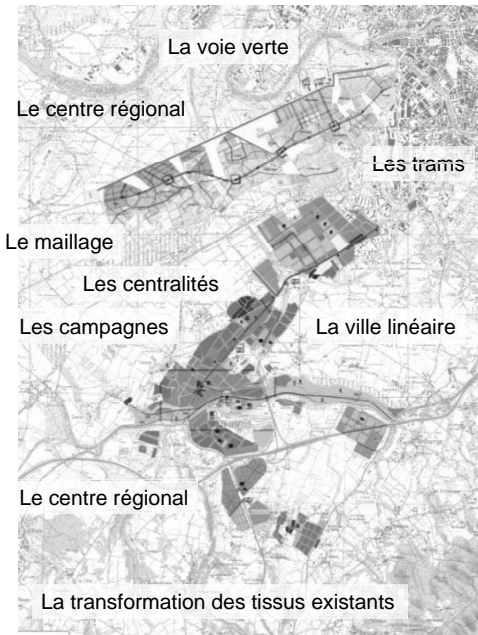 La voie verte
Le centre régional
Les trams
Le maillage
Les centralités
Les campagnes
La ville linéaire
Le centre régional
La transformation des tissus existants